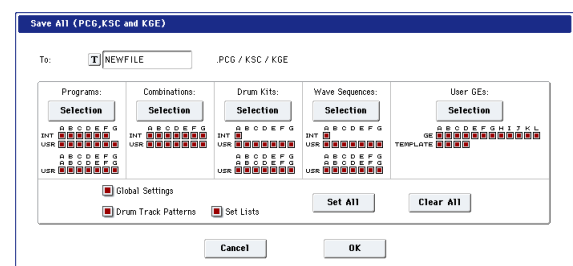 Save All (PCG,KSC and KGE)
To: T NEWFILE .PCG / KSC / KGE
Programs: Combinations: Drum Kits: Wave Sequences: User GEs:
Selection Selection Selection Selection Selection
A B C D E F G A B C D E F G A B C D E F G A B C D E F G A B C D E F G H I J K L
INT INT INT INT GE
USR USR USR USR TEMPLATE
A B C D E F G A B C D E F G A B C D E F G
A B C D E F G A B C D E F G A B C D E F G
USR USR USR
Global Settings
Drum Track Patterns Set Lists Set All Clear All
Cancel OK